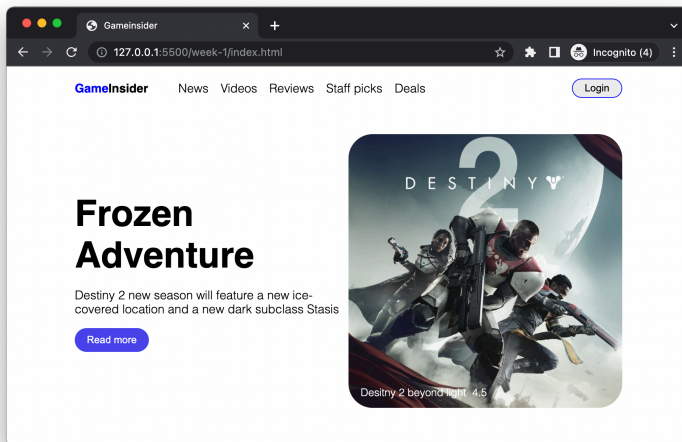 Gameinsider
127.0.0.1:5500/week-1/index.html
Incognito (4)
GameInsider News Videos Reviews Staff picks Deals Login
2
DESTINY
Frozen
Adventure
Destiny 2 new season will feature a new ice-
covered location and a new dark subclass Stasis
Read more
Desitny 2 beyond light 4.5